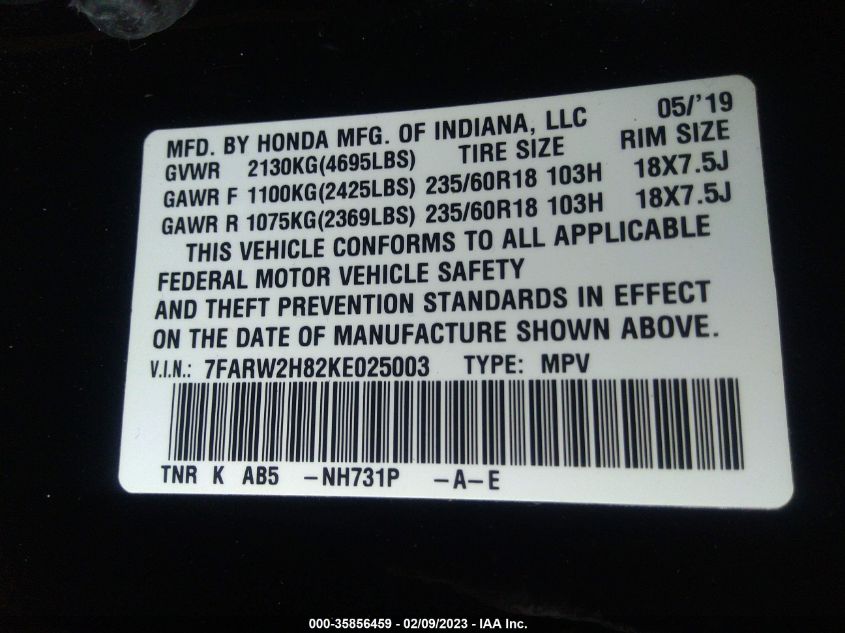 MFD. BY HONDA MFG. OF INDIANA, LLC 05/'19
GVWR 2130KG(4695LBS) TIRE SIZE RIM SIZE
GAWR F 1100KG(2425LBS) 235/60R18 103H 18X7.5J
GAWR R 1075KG(2369LBS) 235/60R18 103H 18X7.5J
THIS VEHICLE CONFORMS TO ALL APPLICABLE
FEDERAL MOTOR VEHICLE SAFETY
AND THEFT PREVENTION STANDARDS IN EFFECT
ON THE DATE OF MANUFACTURE SHOWN ABOVE.
V.I.N.: 7FARW2H82KE025003 TYPE: MPV
TNR K AB5 -NH731P -A-E
000-35856459 - 02/09/2023 - IAA Inc.